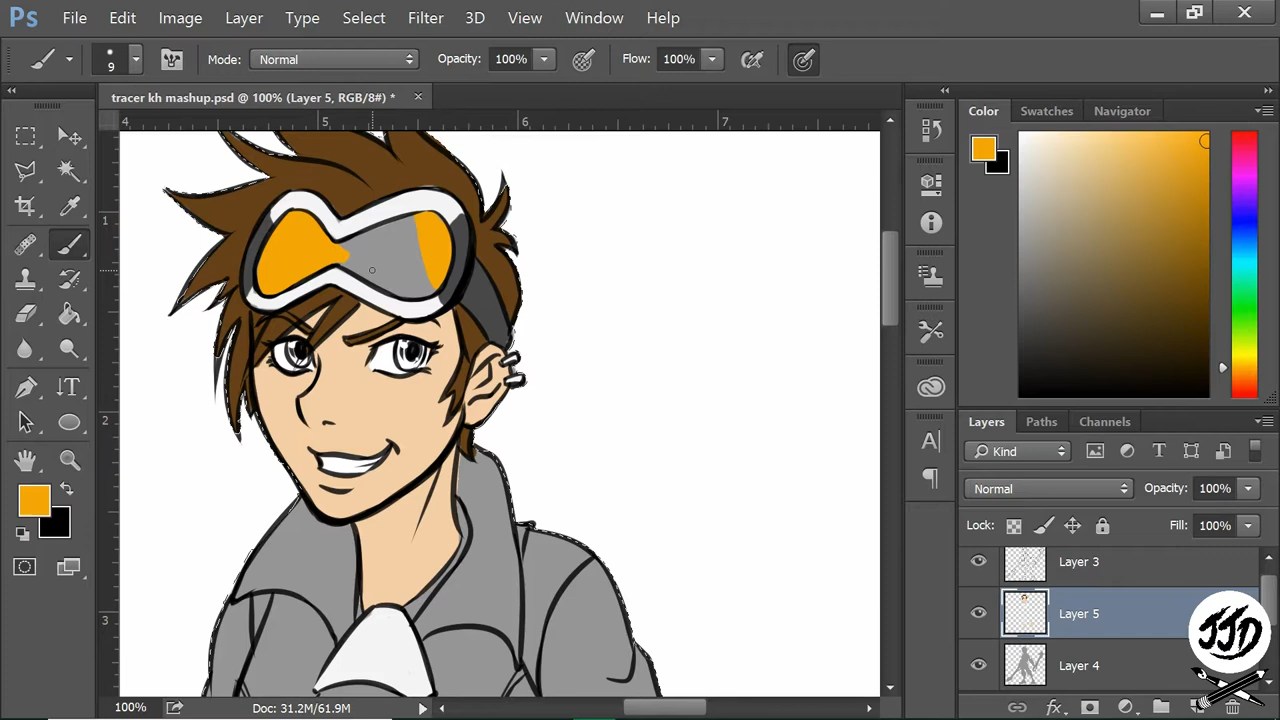 Ps File Edit Image Layer Type Select Filter 3D View Window Help
9 Mode: Normal Opacity: 100% Flow: 100%
tracer kh mashup.psd @ 100% (Layer 5, RGB/8#) *
Color Swatches Navigator
4 5 6 7
1
2
3
Layers Paths Channels
Kind
Normal Opacity: 100%
Lock: Fill: 100%
Layer 3
Layer 5
Layer 4
JJD
100% Doc: 31.2M/61.9M